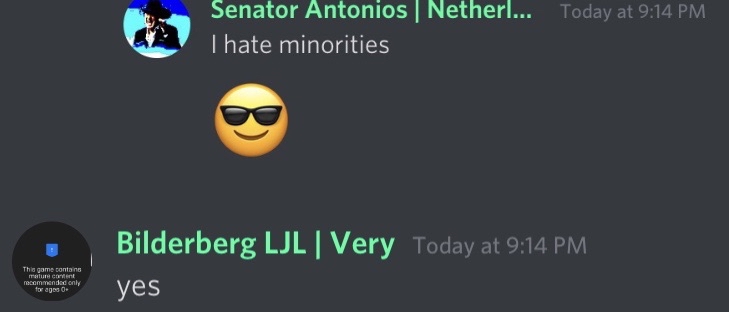 Senator Antonios | Netherl... Today at 9:14 PM
I hate minorities
Bilderberg LJL | Very Today at 9:14 PM
This game contains
mature content
recommended only
for ages 0+
yes